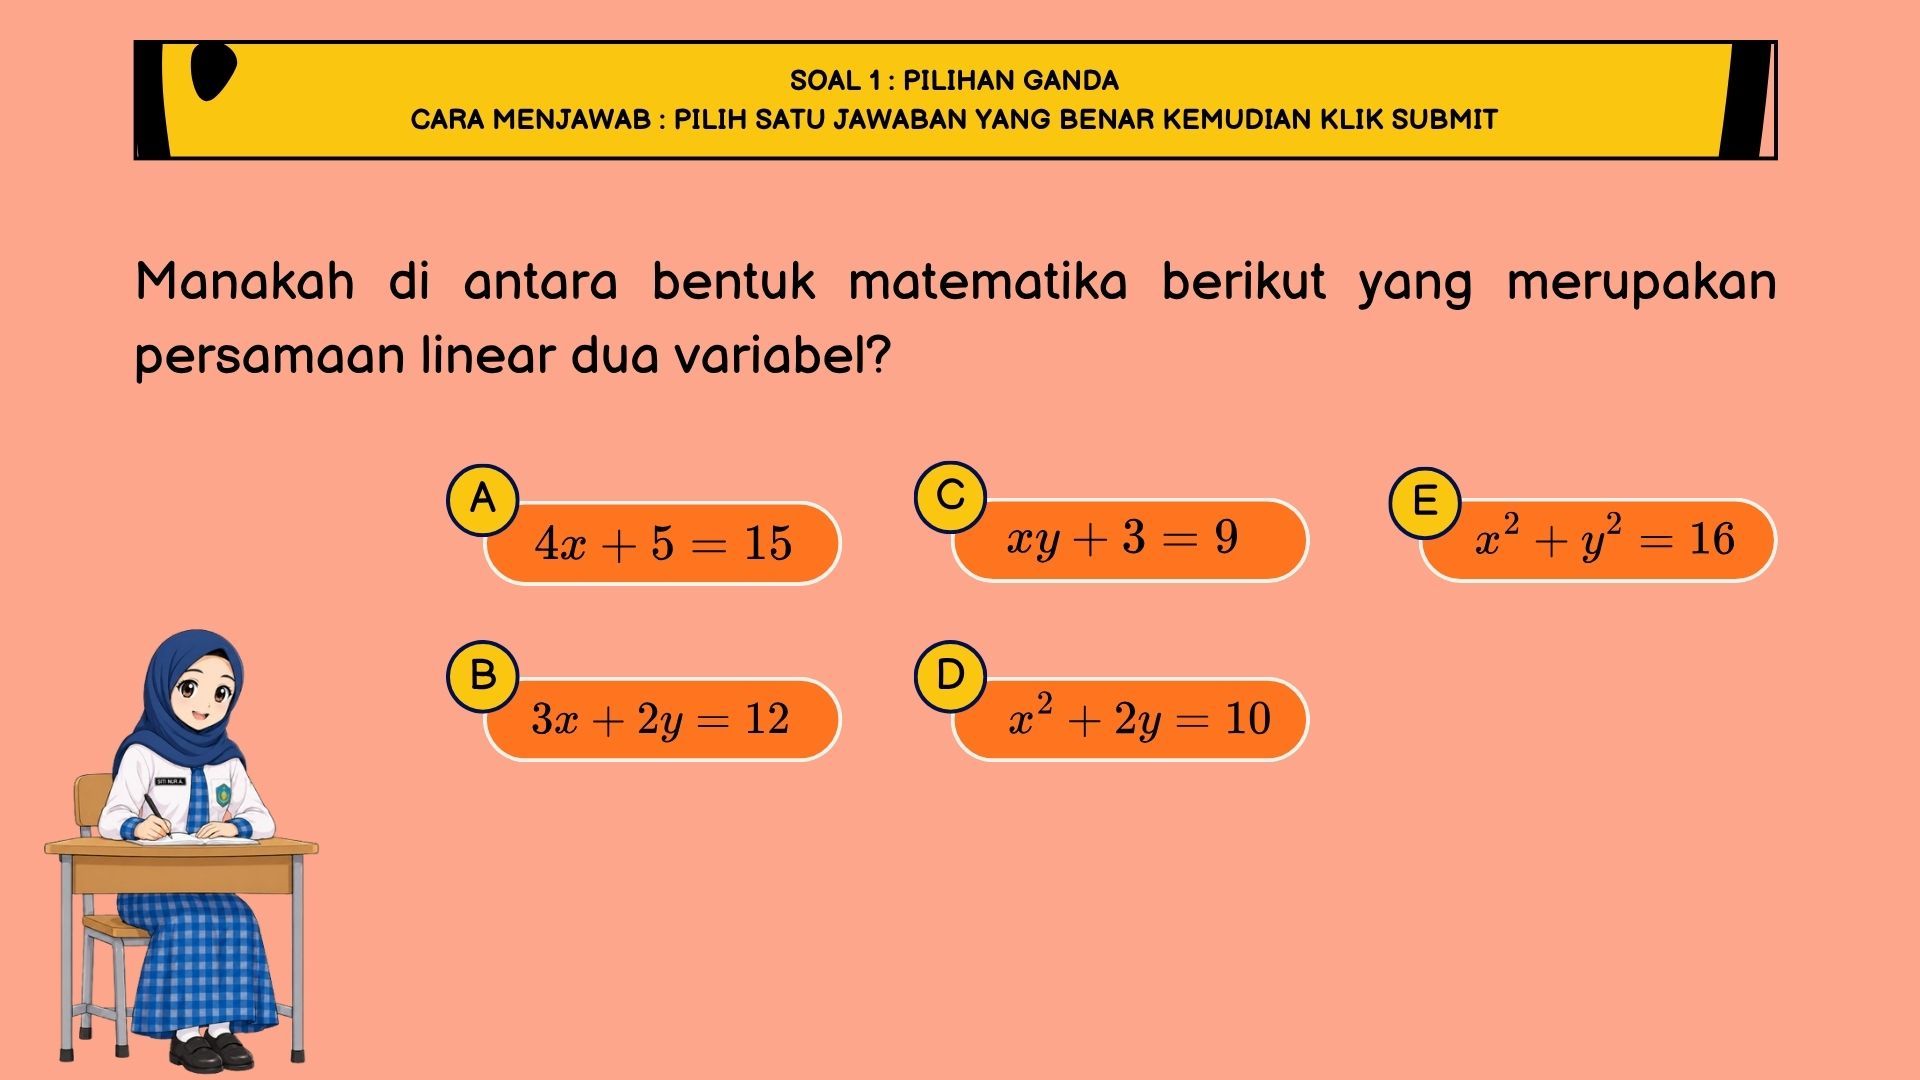 SOAL 1 : PILIHAN GANDA
CARA MENJAWAB : PILIH SATU JAWABAN YANG BENAR KEMUDIAN KLIK SUBMIT
Manakah di antara bentuk matematika berikut yang merupakan
persamaan linear dua variabel?
A
4x + 5 = 15
B
3x + 2y = 12
C
xy + 3 = 9
D
x² + 2y = 10
E
x² + y² = 16
SITI NUR A.